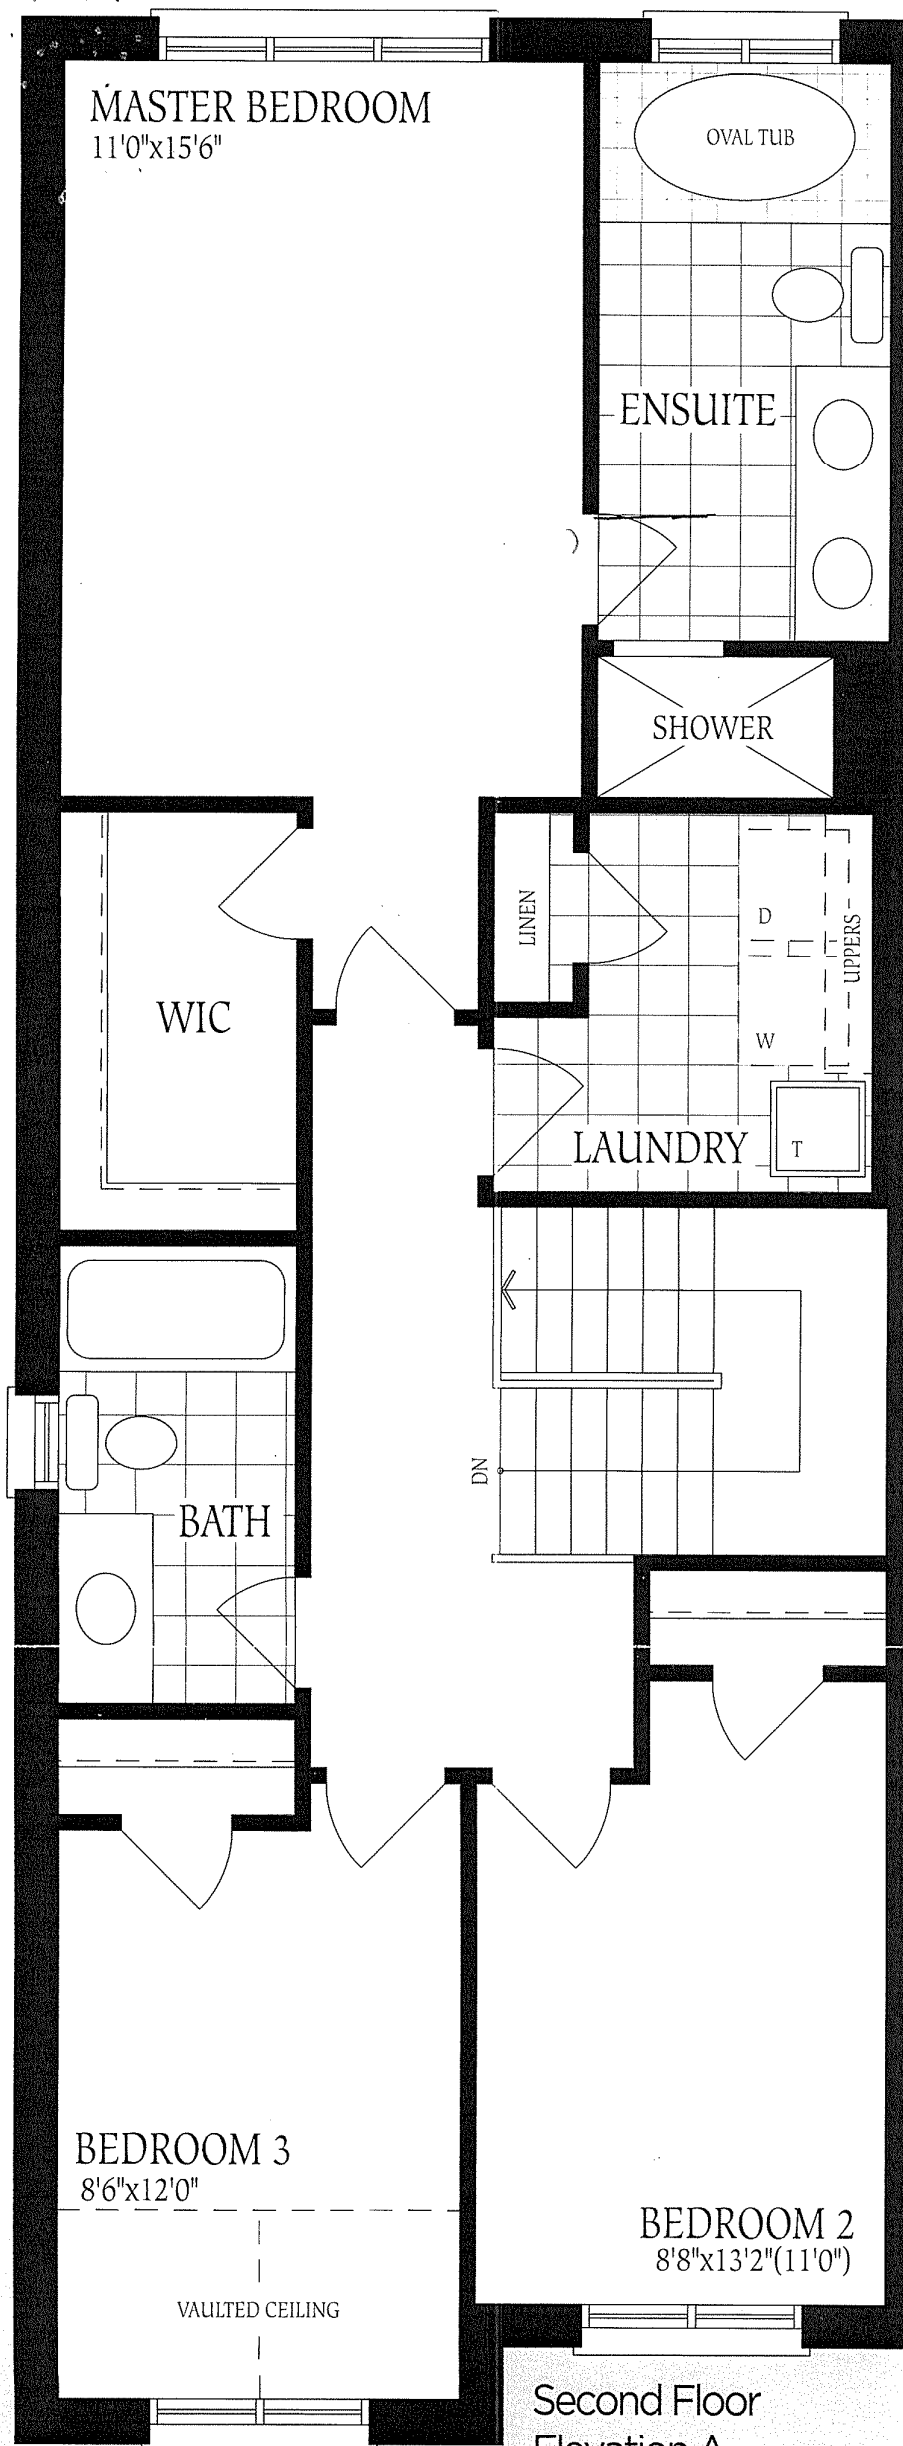 MASTER BEDROOM
11'0"x15'6"
OVAL TUB
ENSUITE
SHOWER
LINEN
D
UPPERS
WIC
W
LAUNDRY
T
DN
BATH
BEDROOM 3
8'6"x12'0"
BEDROOM 2
8'8"x13'2"(11'0")
VAULTED CEILING
Second Floor
Elevation A